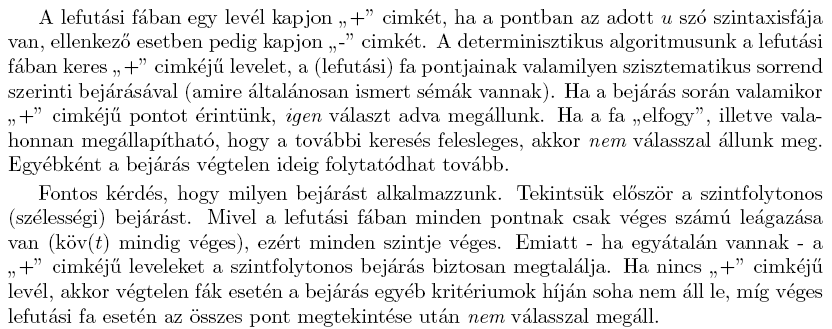 A lefutási fában egy levél kapjon „+” cimkét, ha a pontban az adott u szó szintaxisfája
van, ellenkező esetben pedig kapjon „-” cimkét. A determinisztikus algoritmusunk a lefutási
fában keres „+” cimkéjű levelet, a (lefutási) fa pontjainak valamilyen szisztematikus sorrend
szerinti bejárásával (amire általánosan ismert sémák vannak). Ha a bejárás során valamikor
„+” cimkéjű pontot érintünk, igen választ adva megállunk. Ha a fa „elfogy”, illetve vala-
honnan megállapítható, hogy a további keresés felesleges, akkor nem válasszal állunk meg.
Egyébként a bejárás végtelen ideig folytatódhat tovább.
Fontos kérdés, hogy milyen bejárást alkalmazzunk. Tekintsük először a szintfolytonos
(szélességi) bejárást. Mivel a lefutási fában minden pontnak csak véges számú leágazása
van (köv(t) mindig véges), ezért minden szintje véges. Emiatt - ha egyátalán vannak - a
„+” cimkéjű leveleket a szintfolytonos bejárás biztosan megtalálja. Ha nincs „+” cimkéjű
levél, akkor végtelen fák esetén a bejárás egyéb kritériumok híján soha nem áll le, míg véges
lefutási fa esetén az összes pont megtekintése után nem válasszal megáll.